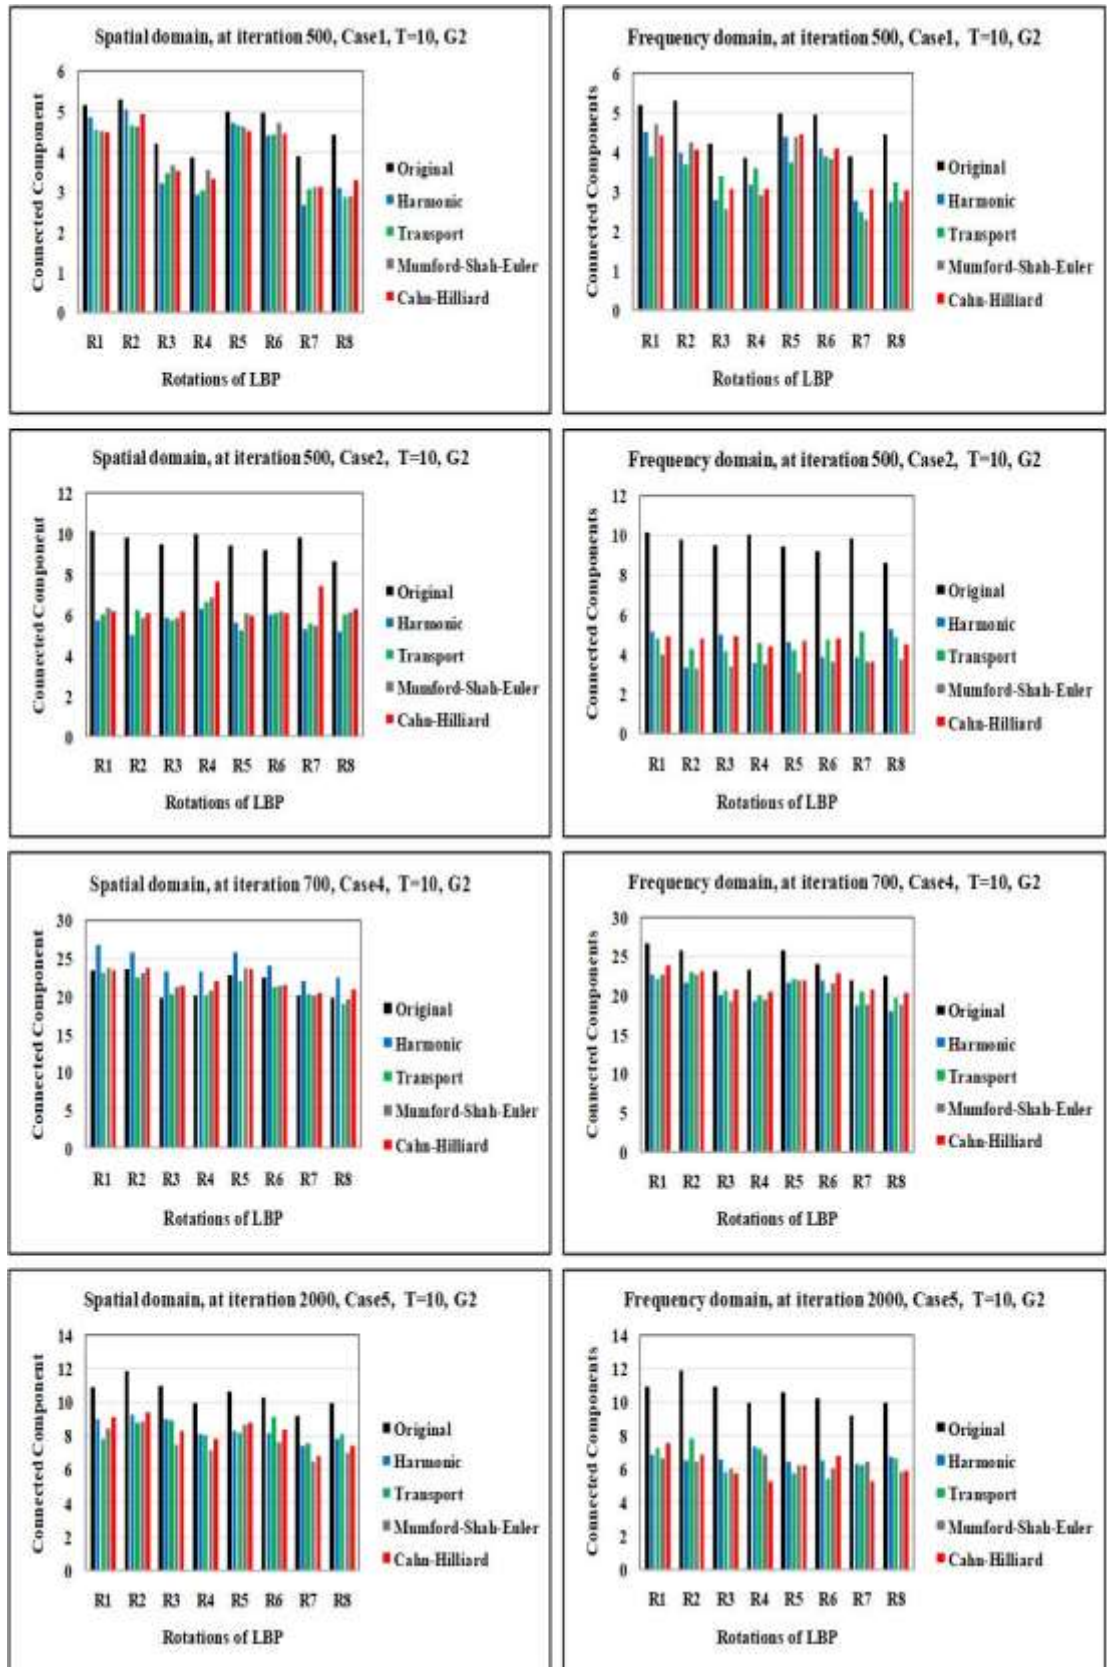 Spatial domain, at iteration 500, Case1, T=10, G2
Connected Component
6
5
4
3
2
1
0
R1 R2 R3 R4 R5 R6 R7 R8
Rotations of LBP
Original
Harmonic
Transport
Mumford-Shah-Euler
Cahn-Hilliard
Frequency domain, at iteration 500, Case1, T=10, G2
Connected Components
6
5
4
3
2
1
0
R1 R2 R3 R4 R5 R6 R7 R8
Rotations of LBP
Original
Harmonic
Transport
Mumford-Shah-Euler
Cahn-Hilliard
Spatial domain, at iteration 500, Case2, T=10, G2
Connected Component
12
10
8
6
4
2
0
R1 R2 R3 R4 R5 R6 R7 R8
Rotations of LBP
Original
Harmonic
Transport
Mumford-Shah-Euler
Cahn-Hilliard
Frequency domain, at iteration 500, Case2, T=10, G2
Connected Components
12
10
8
6
4
2
0
R1 R2 R3 R4 R5 R6 R7 R8
Rotations of LBP
Original
Harmonic
Transport
Mumford-Shah-Euler
Cahn-Hilliard
Spatial domain, at iteration 700, Case4, T=10, G2
Connected Component
30
25
20
15
10
5
0
R1 R2 R3 R4 R5 R6 R7 R8
Rotations of LBP
Original
Harmonic
Transport
Mumford-Shah-Euler
Cahn-Hilliard
Frequency domain, at iteration 700, Case4, T=10, G2
Connected Components
30
25
20
15
10
5
0
R1 R2 R3 R4 R5 R6 R7 R8
Rotations of LBP
Original
Harmonic
Transport
Mumford-Shah-Euler
Cahn-Hilliard
Spatial domain, at iteration 2000, Case5, T=10, G2
Connected Component
14
12
10
8
6
4
2
0
R1 R2 R3 R4 R5 R6 R7 R8
Rotations of LBP
Original
Harmonic
Transport
Mumford-Shah-Euler
Cahn-Hilliard
Frequency domain, at iteration 2000, Case5, T=10, G2
Connected Components
14
12
10
8
6
4
2
0
R1 R2 R3 R4 R5 R6 R7 R8
Rotations of LBP
Original
Harmonic
Transport
Mumford-Shah-Euler
Cahn-Hilliard